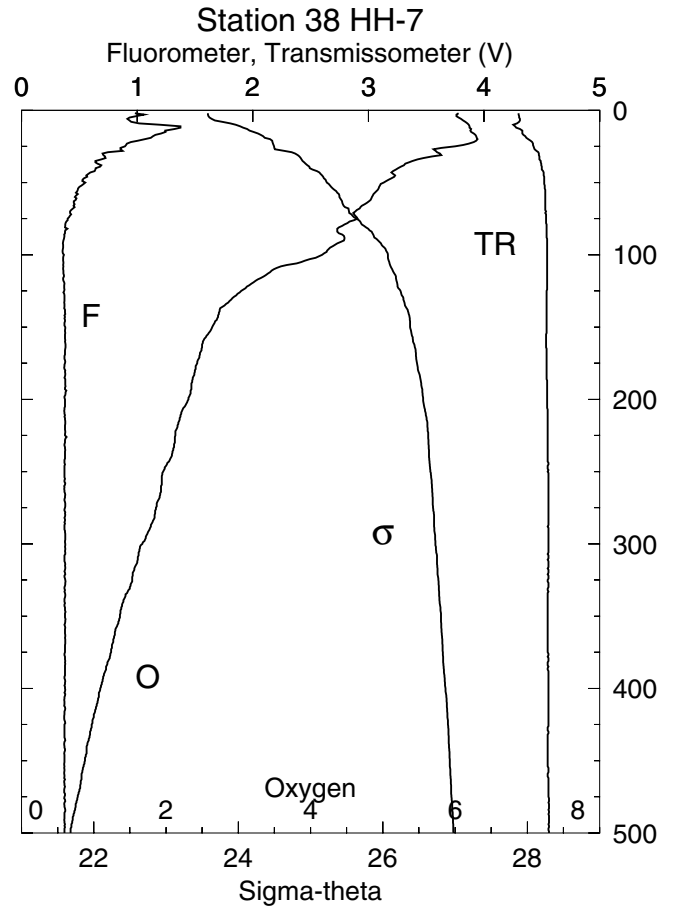 Station 38 HH-7
Fluorometer, Transmissometer (V)
0 1 2 3 4 5
0
TR
100
F
200
σ
300
O
400
Oxygen
0 2 4 6 8
500
22 24 26 28
Sigma-theta